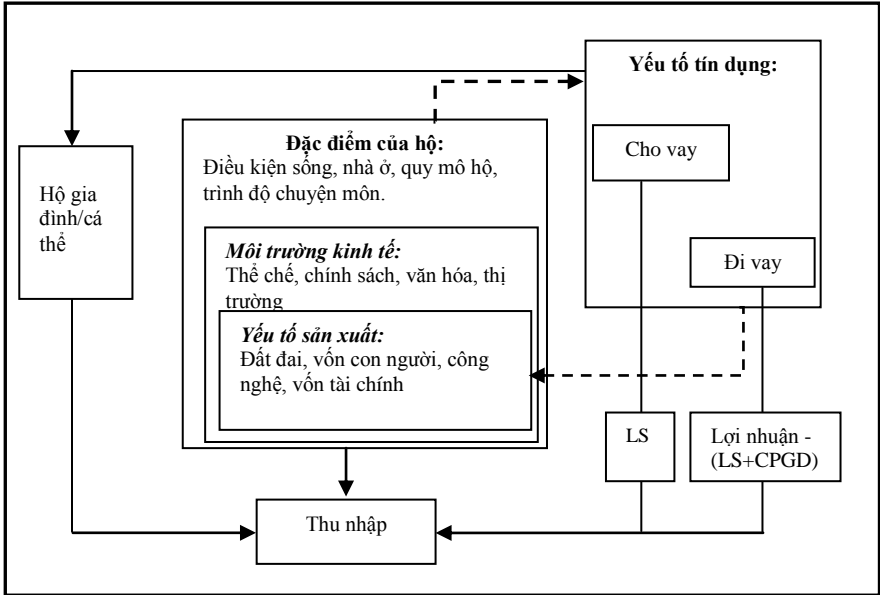 Yếu tố tín dụng:
Đặc điểm của hộ:
Điều kiện sống, nhà ở, quy mô hộ,
trình độ chuyện môn.
Cho vay
Hộ gia
đình/cá
thể
Môi trường kinh tế:
Thể chế, chính sách, văn hóa, thị
trường
Đi vay
Yếu tố sản xuất:
Đất đai, vốn con người, công
nghệ, vốn tài chính
LS
Lợi nhuận -
(LS+CPGD)
Thu nhập